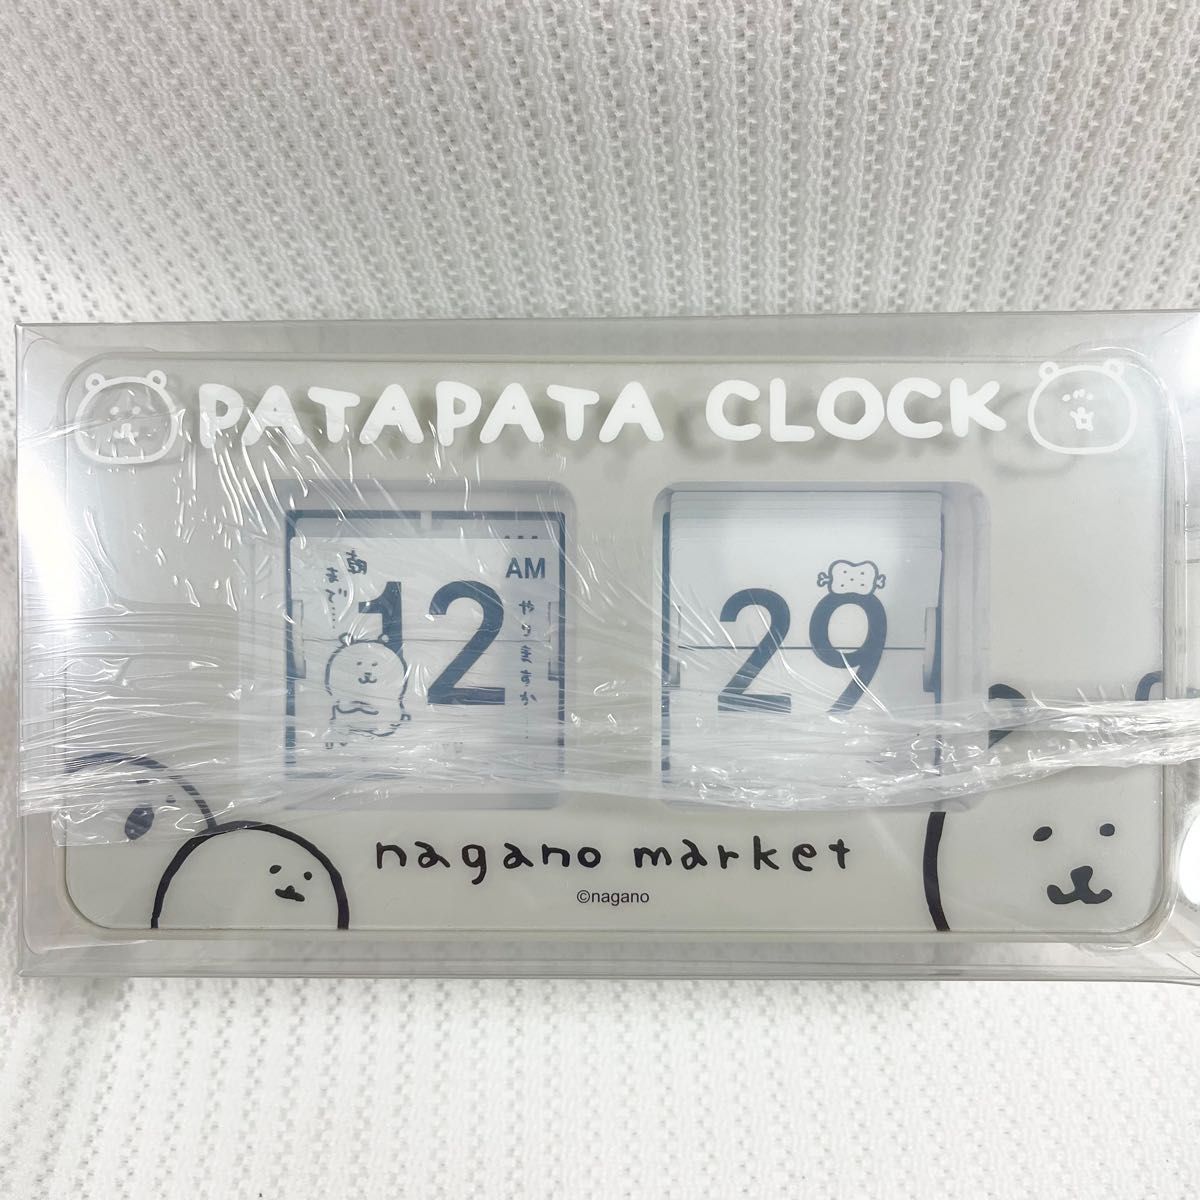 PATAPATA CLOCK
AM
12
29
朝
まで…
やりますか……
nagano market
©nagano